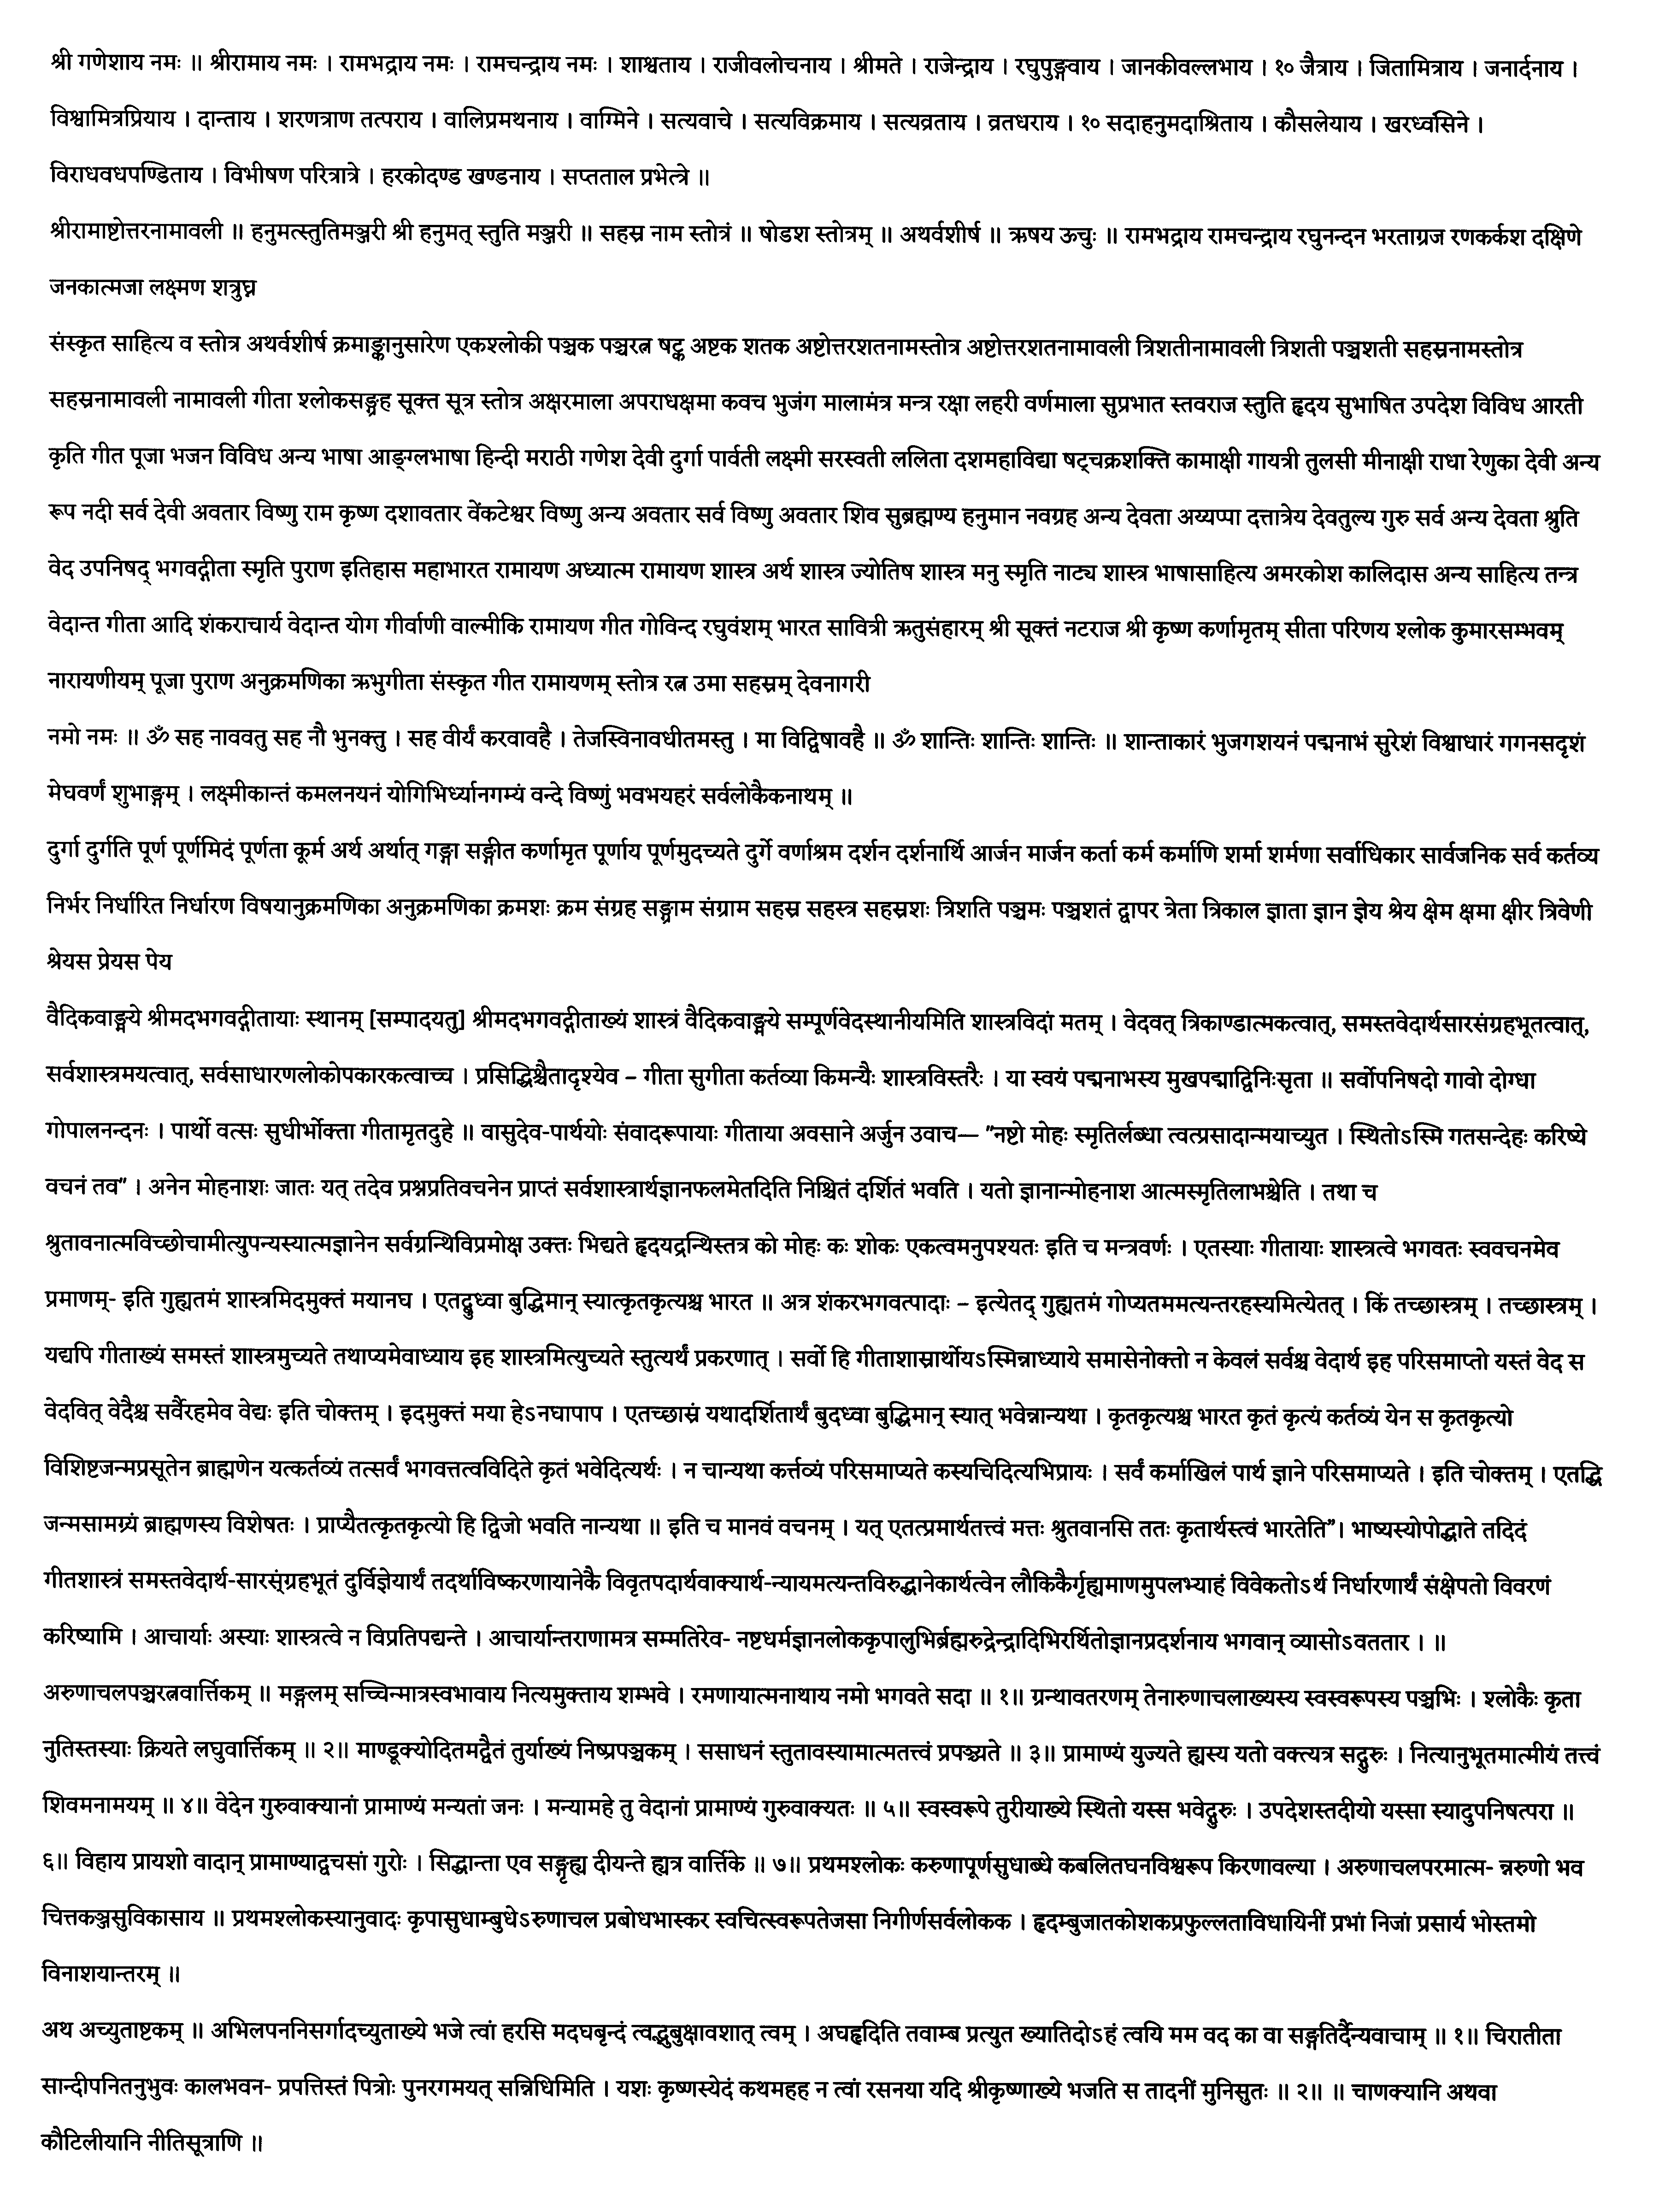 श्री गणेशाय नमः ॥ श्रीरामाय नमः । रामभद्राय नमः । रामचन्द्राय नमः । शाश्वताय । राजीवलोचनाय । श्रीमते । राजेन्द्राय । रघुपुङ्गवाय । जानकीवल्लभाय । १० जैत्राय । जितामित्राय । जनार्दनाय ।
विश्वामित्रप्रियाय । दान्ताय । शरणत्राण तत्पराय । वालिप्रमथनाय । वाग्मिने । सत्यवाचे । सत्यविक्रमाय । सत्यव्रताय । व्रतधराय । १० सदाहनुमदाश्रिताय । कौसलेयाय । खरध्वंसिने ।
विराधवधपण्डिताय । विभीषण परित्रात्रे । हरकोदण्ड खण्डनाय । सप्तताल प्रभेत्त्रे ॥
श्रीरामाष्टोत्तरनामावली ॥ हनुमत्स्तुतिमञ्जरी श्री हनुमत् स्तुति मञ्जरी ॥ सहस्र नाम स्तोत्रं ॥ षोडश स्तोत्रम् ॥ अथर्वशीर्ष ॥ ऋषय ऊचुः ॥ रामभद्राय रामचन्द्राय रघुनन्दन भरताग्रज रणकर्कश दक्षिणे
जनकात्मजा लक्ष्मण शत्रुघ्न
संस्कृत साहित्य व स्तोत्र अथर्वशीर्ष क्रमाङ्कानुसारेण एकश्लोकी पञ्चक पञ्चरत्न षट्क अष्टक शतक अष्टोत्तरशतनामस्तोत्र अष्टोत्तरशतनामावली त्रिशतीनामावली त्रिशती पञ्चशती सहस्रनामस्तोत्र
सहस्रनामावली नामावली गीता श्लोकसङ्ग्रह सूक्त सूत्र स्तोत्र अक्षरमाला अपराधक्षमा कवच भुजंग मालामंत्र मन्त्र रक्षा लहरी वर्णमाला सुप्रभात स्तवराज स्तुति हृदय सुभाषित उपदेश विविध आरती
कृति गीत पूजा भजन विविध अन्य भाषा आङ्ग्लभाषा हिन्दी मराठी गणेश देवी दुर्गा पार्वती लक्ष्मी सरस्वती ललिता दशमहाविद्या षट्चक्रशक्ति कामाक्षी गायत्री तुलसी मीनाक्षी राधा रेणुका देवी अन्य
रूप नदी सर्व देवी अवतार विष्णु राम कृष्ण दशावतार वेंकटेश्वर विष्णु अन्य अवतार सर्व विष्णु अवतार शिव सुब्रह्मण्य हनुमान नवग्रह अन्य देवता अय्यप्पा दत्तात्रेय देवतुल्य गुरु सर्व अन्य देवता श्रुति
वेद उपनिषद् भगवद्गीता स्मृति पुराण इतिहास महाभारत रामायण अध्यात्म रामायण शास्त्र अर्थ शास्त्र ज्योतिष शास्त्र मनु स्मृति नाट्य शास्त्र भाषासाहित्य अमरकोश कालिदास अन्य साहित्य तन्त्र
वेदान्त गीता आदि शंकराचार्य वेदान्त योग गीर्वाणी वाल्मीकि रामायण गीत गोविन्द रघुवंशम् भारत सावित्री ऋतुसंहारम् श्री सूक्तं नटराज श्री कृष्ण कर्णामृतम् सीता परिणय श्लोक कुमारसम्भवम्
नारायणीयम् पूजा पुराण अनुक्रमणिका ऋभुगीता संस्कृत गीत रामायणम् स्तोत्र रत्न उमा सहस्रम् देवनागरी
नमो नमः ॥ ॐ सह नाववतु सह नौ भुनक्तु । सह वीर्यं करवावहै । तेजस्विनावधीतमस्तु । मा विद्विषावहै ॥ ॐ शान्तिः शान्तिः शान्तिः ॥ शान्ताकारं भुजगशयनं पद्मनाभं सुरेशं विश्वाधारं गगनसदृशं
मेघवर्णं शुभाङ्गम् । लक्ष्मीकान्तं कमलनयनं योगिभिर्ध्यानगम्यं वन्दे विष्णुं भवभयहरं सर्वलोकैकनाथम् ॥
दुर्गा दुर्गति पूर्ण पूर्णमिदं पूर्णता कूर्म अर्थ अर्थात् गङ्गा सङ्गीत कर्णामृत पूर्णाय पूर्णमुदच्यते दुर्गे वर्णाश्रम दर्शन दर्शनार्थि आर्जन मार्जन कर्ता कर्म कर्माणि शर्मा शर्मणा सर्वाधिकार सार्वजनिक सर्व कर्तव्य
निर्भर निर्धारित निर्धारण विषयानुक्रमणिका अनुक्रमणिका क्रमशः क्रम संग्रह सङ्ग्राम संग्राम सहस्र सहस्त्र सहस्रशः त्रिशति पञ्चमः पञ्चशतं द्वापर त्रेता त्रिकाल ज्ञाता ज्ञान ज्ञेय श्रेय क्षेम क्षमा क्षीर त्रिवेणी
श्रेयस प्रेयस पेय
वैदिकवाङ्मये श्रीमदभगवद्गीतायाः स्थानम् [सम्पादयतु] श्रीमदभगवद्गीताख्यं शास्त्रं वैदिकवाङ्मये सम्पूर्णवेदस्थानीयमिति शास्त्रविदां मतम् । वेदवत् त्रिकाण्डात्मकत्वात्, समस्तवेदार्थसारसंग्रहभूतत्वात्,
सर्वशास्त्रमयत्वात्, सर्वसाधारणलोकोपकारकत्वाच्च । प्रसिद्धिश्चैतादृश्येव – गीता सुगीता कर्तव्या किमन्यैः शास्त्रविस्तरैः । या स्वयं पद्मनाभस्य मुखपद्माद्विनिःसृता ॥ सर्वोपनिषदो गावो दोग्धा
गोपालनन्दनः । पार्थो वत्सः सुधीर्भोक्ता गीतामृतदुहे ॥ वासुदेव-पार्थयोः संवादरूपायाः गीताया अवसाने अर्जुन उवाच— "नष्टो मोहः स्मृतिर्लब्धा त्वत्प्रसादान्मयाच्युत । स्थितोऽस्मि गतसन्देहः करिष्ये
वचनं तव" । अनेन मोहनाशः जातः यत् तदेव प्रश्नप्रतिवचनेन प्राप्तं सर्वशास्त्रार्थज्ञानफलमेतदिति निश्चितं दर्शितं भवति । यतो ज्ञानान्मोहनाश आत्मस्मृतिलाभश्चेति । तथा च
श्रुतावनात्मविच्छोचामीत्युपन्यस्यात्मज्ञानेन सर्वग्रन्थिविप्रमोक्ष उक्तः भिद्यते हृदयद्रन्थिस्तत्र को मोहः कः शोकः एकत्वमनुपश्यतः इति च मन्त्रवर्णः । एतस्याः गीतायाः शास्त्रत्वे भगवतः स्ववचनमेव
प्रमाणम्- इति गुह्यतमं शास्त्रमिदमुक्तं मयानघ । एतद्बुध्वा बुद्धिमान् स्यात्कृतकृत्यश्च भारत ॥ अत्र शंकरभगवत्पादाः – इत्येतद् गुह्यतमं गोप्यतममत्यन्तरहस्यमित्येतत् । किं तच्छास्त्रम् । तच्छास्त्रम् ।
यद्यपि गीताख्यं समस्तं शास्त्रमुच्यते तथाप्यमेवाध्याय इह शास्त्रमित्युच्यते स्तुत्यर्थं प्रकरणात् । सर्वो हि गीताशास्रार्थोयऽस्मिन्नाध्याये समासेनोक्तो न केवलं सर्वश्च वेदार्थ इह परिसमाप्तो यस्तं वेद स
वेदवित् वेदैश्च सर्वैरहमेव वेद्यः इति चोक्तम् । इदमुक्तं मया हेऽनघापाप । एतच्छास्रं यथादर्शितार्थं बुदध्वा बुद्धिमान् स्यात् भवेन्नान्यथा । कृतकृत्यश्च भारत कृतं कृत्यं कर्तव्यं येन स कृतकृत्यो
विशिष्टजन्मप्रसूतेन ब्राह्मणेन यत्कर्तव्यं तत्सर्वं भगवत्तत्वविदिते कृतं भवेदित्यर्थः । न चान्यथा कर्त्तव्यं परिसमाप्यते कस्यचिदित्यभिप्रायः । सर्वं कर्माखिलं पार्थ ज्ञाने परिसमाप्यते । इति चोक्तम् । एतद्धि
जन्मसामग्र्यं ब्राह्मणस्य विशेषतः । प्राप्यैतत्कृतकृत्यो हि द्विजो भवति नान्यथा ॥ इति च मानवं वचनम् । यत् एतत्प्रमार्थतत्त्वं मत्तः श्रुतवानसि ततः कृतार्थस्त्वं भारतेति"। भाष्यस्योपोद्धाते तदिदं
गीतशास्त्रं समस्तवेदार्थ-सारसंग्रहभूतं दुर्विज्ञेयार्थं तदर्थाविष्करणायानेकै विवृतपदार्थवाक्यार्थ-न्यायमत्यन्तविरुद्धानेकार्थत्वेन लौकिकैर्गृह्यमाणमुपलभ्याहं विवेकतोऽर्थ निर्धारणार्थं संक्षेपतो विवरणं
करिष्यामि । आचार्याः अस्याः शास्त्रत्वे न विप्रतिपद्यन्ते । आचार्यान्तराणामत्र सम्मतिरेव- नष्टधर्मज्ञानलोककृपालुभिर्ब्रह्मरुद्रेन्द्रादिभिरर्थितोज्ञानप्रदर्शनाय भगवान् व्यासोऽवततार । ॥
अरुणाचलपञ्चरत्नवार्त्तिकम् ॥ मङ्गलम् सच्चिन्मात्रस्वभावाय नित्यमुक्ताय शम्भवे । रमणायात्मनाथाय नमो भगवते सदा ॥ १॥ ग्रन्थावतरणम् तेनारुणाचलाख्यस्य स्वस्वरूपस्य पञ्चभिः । श्लोकैः कृता
नुतिस्तस्याः क्रियते लघुवार्त्तिकम् ॥ २॥ माण्डूक्योदितमद्वैतं तुर्याख्यं निष्प्रपञ्चकम् । ससाधनं स्तुतावस्यामात्मतत्त्वं प्रपञ्च्यते ॥ ३॥ प्रामाण्यं युज्यते ह्यस्य यतो वक्त्यत्र सद्गुरुः । नित्यानुभूतमात्मीयं तत्त्वं
शिवमनामयम् ॥ ४॥ वेदेन गुरुवाक्यानां प्रामाण्यं मन्यतां जनः । मन्यामहे तु वेदानां प्रामाण्यं गुरुवाक्यतः ॥ ५॥ स्वस्वरूपे तुरीयाख्ये स्थितो यस्स भवेद्गुरुः । उपदेशस्तदीयो यस्सा स्यादुपनिषत्परा ॥
६॥ विहाय प्रायशो वादान् प्रामाण्याद्वचसां गुरोः । सिद्धान्ता एव सङ्गृह्य दीयन्ते ह्यत्र वार्त्तिके ॥ ७॥ प्रथमश्लोकः करुणापूर्णसुधाब्धे कबलितघनविश्वरूप किरणावल्या । अरुणाचलपरमात्म- न्नरुणो भव
चित्तकञ्जसुविकासाय ॥ प्रथमश्लोकस्यानुवादः कृपासुधाम्बुधेऽरुणाचल प्रबोधभास्कर स्वचित्स्वरूपतेजसा निगीर्णसर्वलोकक । हृदम्बुजातकोशकप्रफुल्लताविधायिनीं प्रभां निजां प्रसार्य भोस्तमो
विनाशयान्तरम् ॥
अथ अच्युताष्टकम् ॥ अभिलपननिसर्गादच्युताख्ये भजे त्वां हरसि मदघबृन्दं त्वद्भुबुक्षावशात् त्वम् । अघहृदिति तवाम्ब प्रत्युत ख्यातिदोऽहं त्वयि मम वद का वा सङ्गतिर्दैन्यवाचाम् ॥ १॥ चिरातीता
सान्दीपनितनुभुवः कालभवन- प्रपत्तिस्तं पित्रोः पुनरगमयत् सन्निधिमिति । यशः कृष्णस्येदं कथमहह न त्वां रसनया यदि श्रीकृष्णाख्ये भजति स तादनीं मुनिसुतः ॥ २॥ ॥ चाणक्यानि अथवा
कौटिलीयानि नीतिसूत्राणि ॥